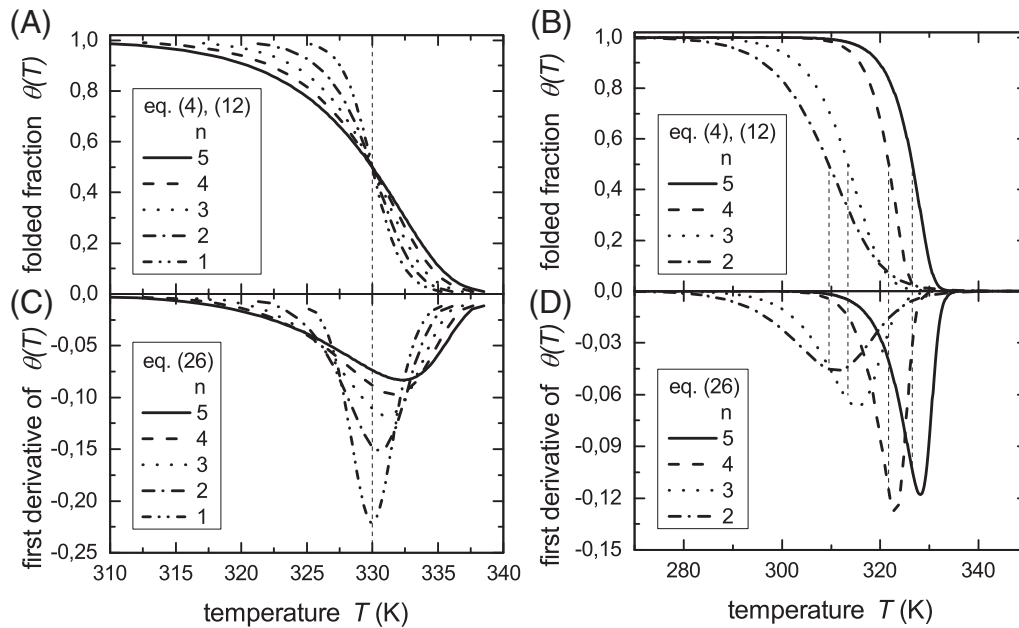 (A)
folded fraction θ(T)
1,0
0,8
0,6
0,4
0,2
0,0
eq. (4), (12)
n
5
4
3
2
1
(B)
folded fraction θ(T)
1,0
0,8
0,6
0,4
0,2
0,0
eq. (4), (12)
n
5
4
3
2
(C)
first derivative of θ(T)
-0,05
-0,10
-0,15
-0,20
-0,25
eq. (26)
n
5
4
3
2
1
310 315 320 325 330 335 340
temperature T (K)
(D)
first derivative of θ(T)
-0,03
-0,06
-0,09
-0,12
-0,15
eq. (26)
n
5
4
3
2
280 300 320 340
temperature T (K)